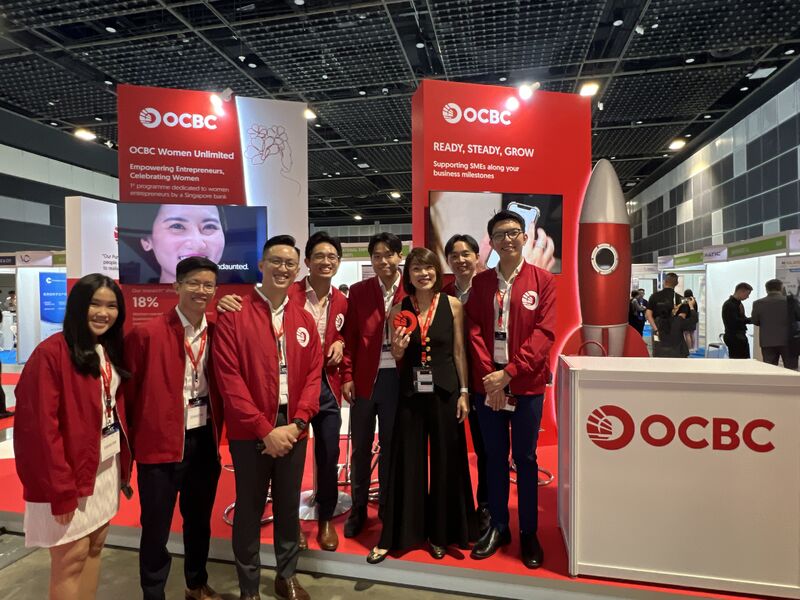 OCBC
OCBC Women Unlimited
Empowering Entrepreneurs,
Celebrating Women
1st programme dedicated to women
entrepreneurs by a Singapore bank
18%
OCBC
READY, STEADY, GROW
Supporting SMEs along your
business milestones
OCBC